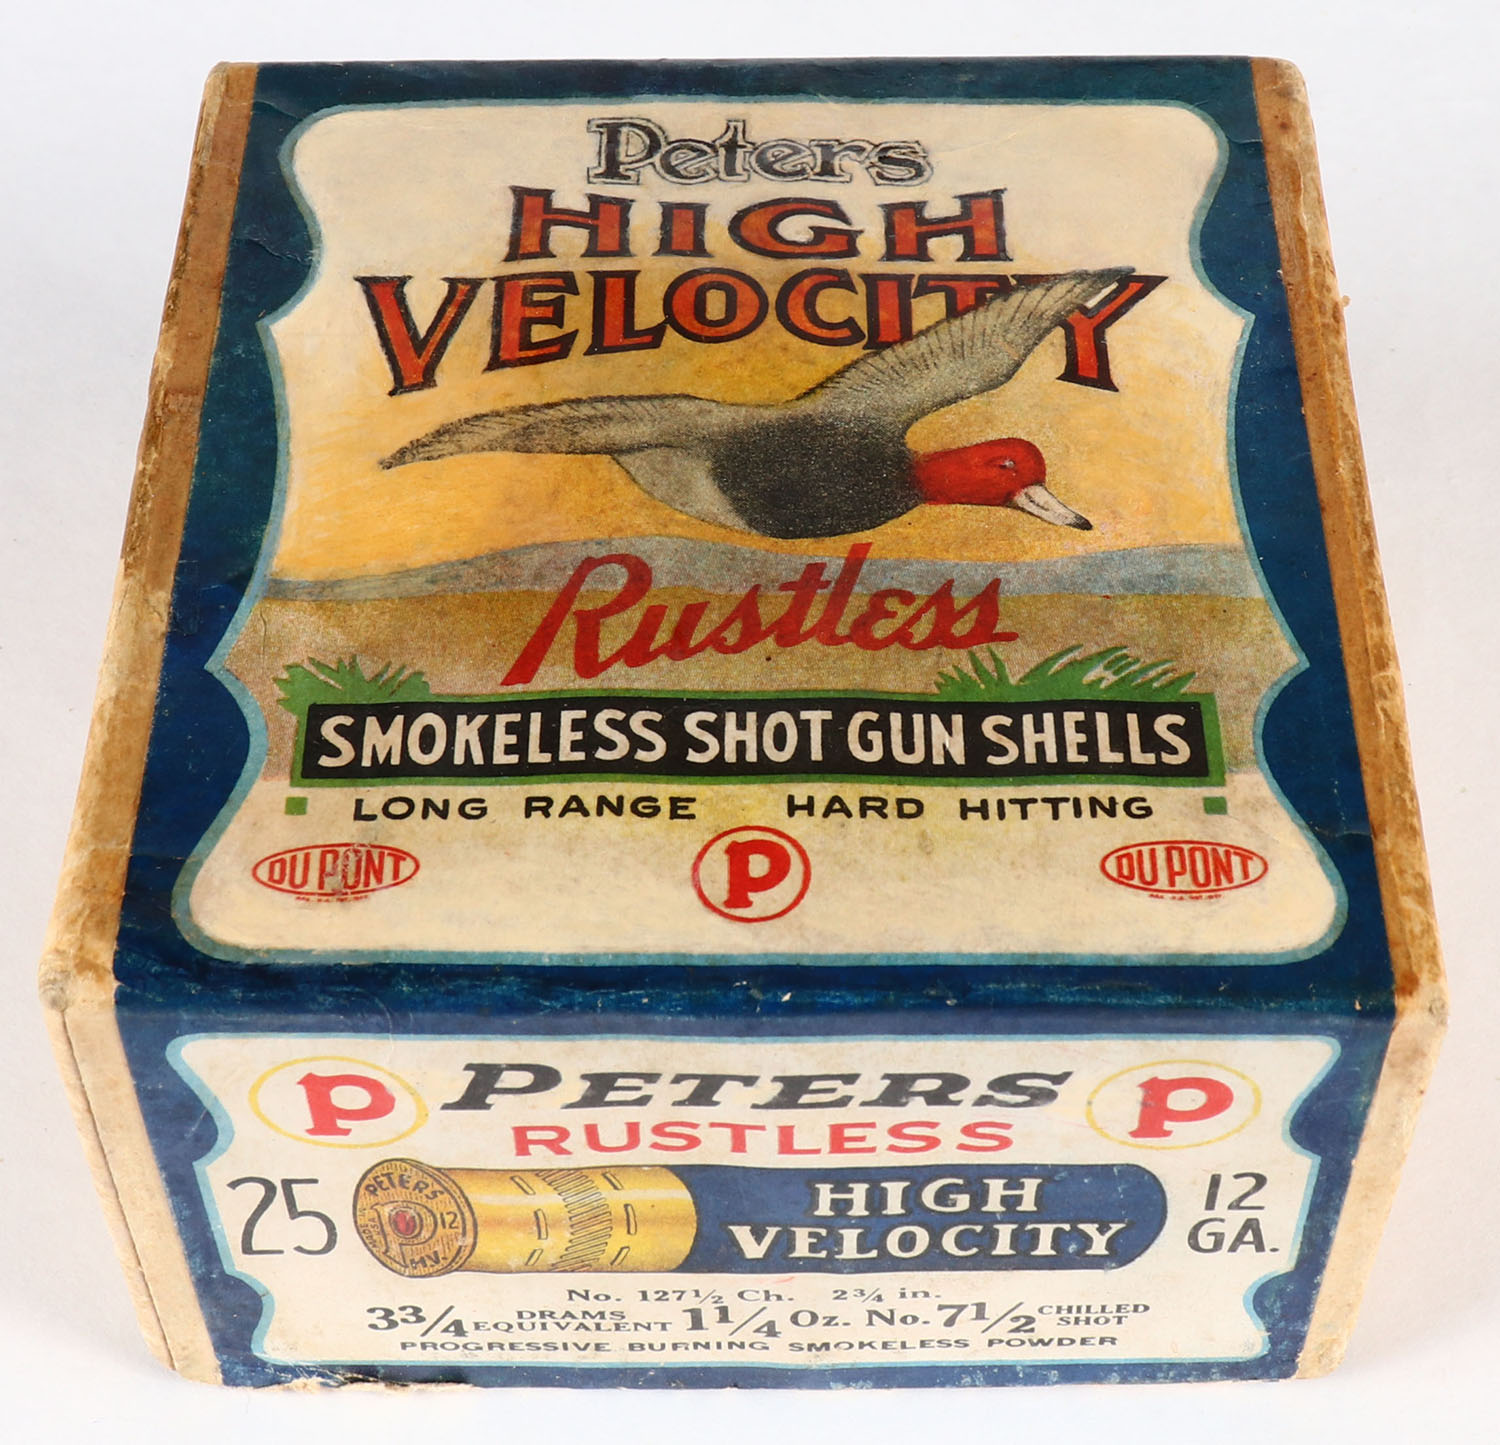 Peters
HIGH
VELOCITY
Rustless
SMOKELESS SHOT GUN SHELLS
LONG RANGE HARD HITTING
DU PONT P DU PONT
P PETERS P
RUSTLESS
25 PETERS 12 H.V. HIGH VELOCITY 12 GA.
No. 127½ Ch. 2¾ in.
3¾ DRAMS EQUIVALENT 1¼ Oz. No. 7½ CHILLED SHOT
PROGRESSIVE BURNING SMOKELESS POWDER